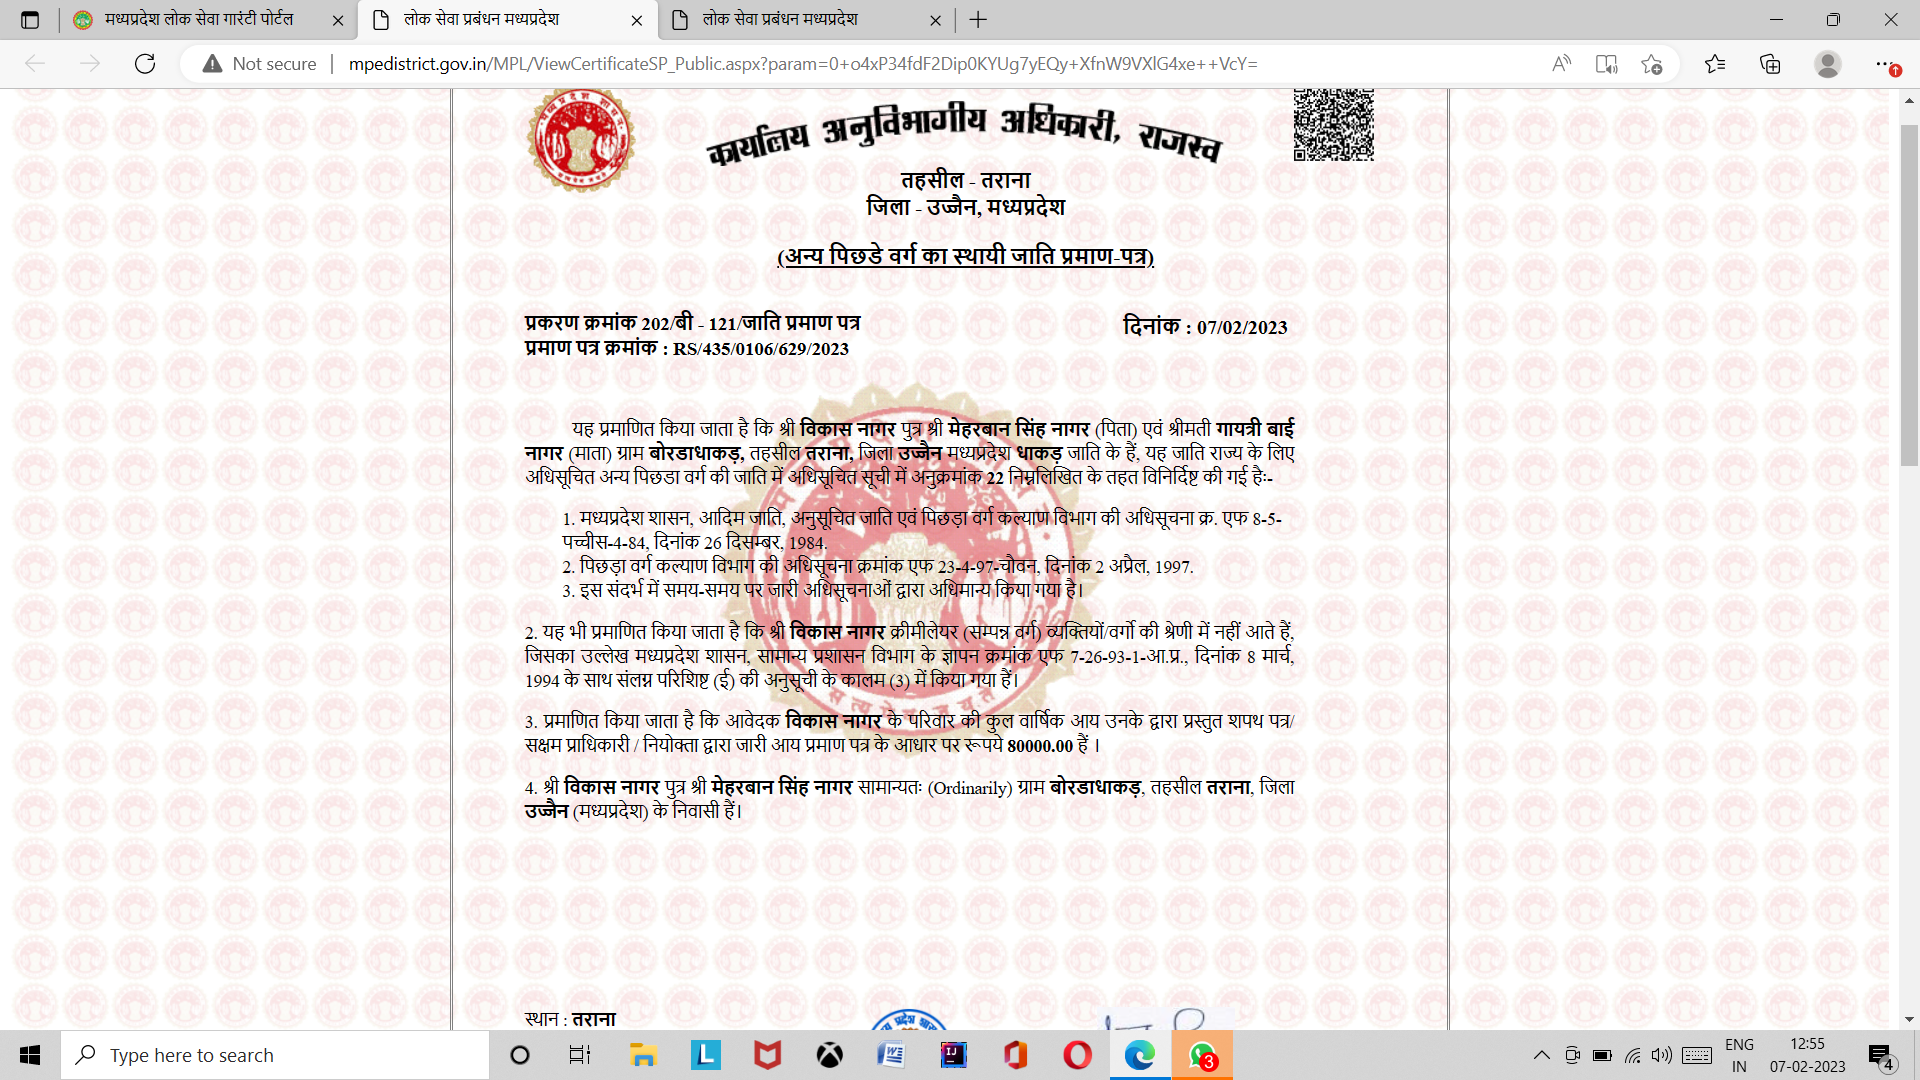 मध्यप्रदेश लोक सेवा गारंटी पोर्टल
लोक सेवा प्रबंधन मध्यप्रदेश
लोक सेवा प्रबंधन मध्यप्रदेश
Not secure
mpedistrict.gov.in/MPL/ViewCertificateSP_Public.aspx?param=0+o4xP34fdF2Dip0KYUg7yEQy+XfnW9VXlG4xe++VcY=
कार्यालय अनुविभागीय अधिकारी, राजस्व
तहसील - तराना
जिला - उज्जैन, मध्यप्रदेश
(अन्य पिछडे वर्ग का स्थायी जाति प्रमाण-पत्र)
प्रकरण क्रमांक 202/बी - 121/जाति प्रमाण पत्र
दिनांक : 07/02/2023
प्रमाण पत्र क्रमांक : RS/435/0106/629/2023
यह प्रमाणित किया जाता है कि श्री विकास नागर पुत्र श्री मेहरबान सिंह नागर (पिता) एवं श्रीमती गायत्री बाई
नागर (माता) ग्राम बोरडाधाकड़, तहसील तराना, जिला उज्जैन मध्यप्रदेश धाकड़ जाति के हैं, यह जाति राज्य के लिए
अधिसूचित अन्य पिछडा वर्ग की जाति में अधिसूचित सूची में अनुक्रमांक 22 निम्नलिखित के तहत विनिर्दिष्ट की गई हैः-
1. मध्यप्रदेश शासन, आदिम जाति, अनुसूचित जाति एवं पिछड़ा वर्ग कल्याण विभाग की अधिसूचना क्र. एफ 8-5-
पच्चीस-4-84, दिनांक 26 दिसम्बर, 1984.
2. पिछड़ा वर्ग कल्याण विभाग की अधिसूचना क्रमांक एफ 23-4-97-चौवन, दिनांक 2 अप्रैल, 1997.
3. इस संदर्भ में समय-समय पर जारी अधिसूचनाओं द्वारा अधिमान्य किया गया है।
2. यह भी प्रमाणित किया जाता है कि श्री विकास नागर क्रीमीलेयर (सम्पन्न वर्ग) व्यक्तियों/वर्गो की श्रेणी में नहीं आते हैं,
जिसका उल्लेख मध्यप्रदेश शासन, सामान्य प्रशासन विभाग के ज्ञापन क्रमांक एफ 7-26-93-1-आ.प्र., दिनांक 8 मार्च,
1994 के साथ संलग्न परिशिष्ट (ई) की अनुसूची के कालम (3) में किया गया हैं।
3. प्रमाणित किया जाता है कि आवेदक विकास नागर के परिवार की कुल वार्षिक आय उनके द्वारा प्रस्तुत शपथ पत्र/
सक्षम प्राधिकारी / नियोक्ता द्वारा जारी आय प्रमाण पत्र के आधार पर रूपये 80000.00 हैं ।
4. श्री विकास नागर पुत्र श्री मेहरबान सिंह नागर सामान्यतः (Ordinarily) ग्राम बोरडाधाकड़, तहसील तराना, जिला
उज्जैन (मध्यप्रदेश) के निवासी हैं।
स्थान : तराना
Type here to search
ENG
IN
12:55
07-02-2023